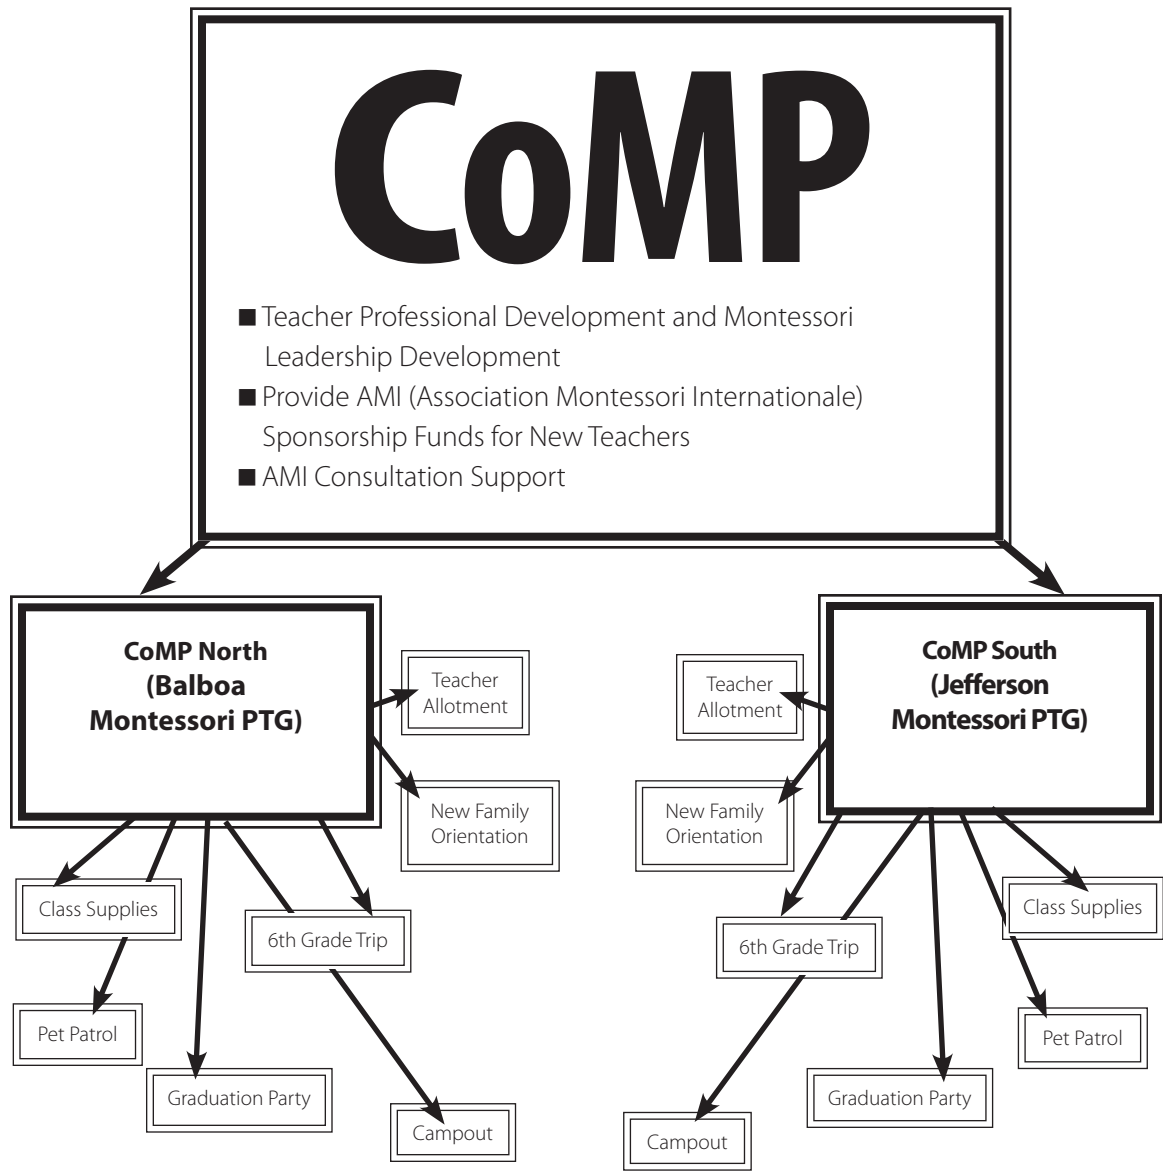 CoMP
■ Teacher Professional Development and Montessori
Leadership Development
■ Provide AMI (Association Montessori Internationale)
Sponsorship Funds for New Teachers
■ AMI Consultation Support
CoMP North
(Balboa
Montessori PTG)
Teacher
Allotment
New Family
Orientation
Class Supplies
6th Grade Trip
Pet Patrol
Graduation Party
Campout
CoMP South
(Jefferson
Montessori PTG)
Teacher
Allotment
New Family
Orientation
Class Supplies
6th Grade Trip
Pet Patrol
Graduation Party
Campout